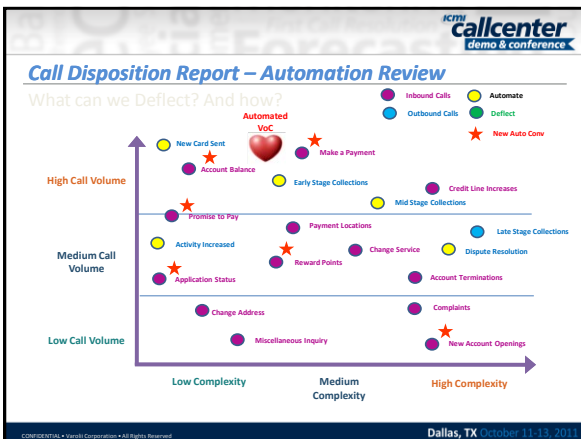 icmi
callcenter
demo & conference
Call Disposition Report – Automation Review
What can we Deflect? And how?
Inbound Calls
Automate
Outbound Calls
Deflect
New Auto Conv
Automated
VoC
New Card Sent
Make a Payment
Account Balance
High Call Volume
Early Stage Collections
Credit Line Increases
Mid Stage Collections
Promise to Pay
Payment Locations
Late Stage Collections
Activity Increased
Medium Call
Volume
Change Service
Dispute Resolution
Reward Points
Application Status
Account Terminations
Change Address
Complaints
Low Call Volume
Miscellaneous Inquiry
New Account Openings
Low Complexity
Medium
Complexity
High Complexity
CONFIDENTIAL • Varolii Corporation • All Rights Reserved
Dallas, TX October 11-13, 2011